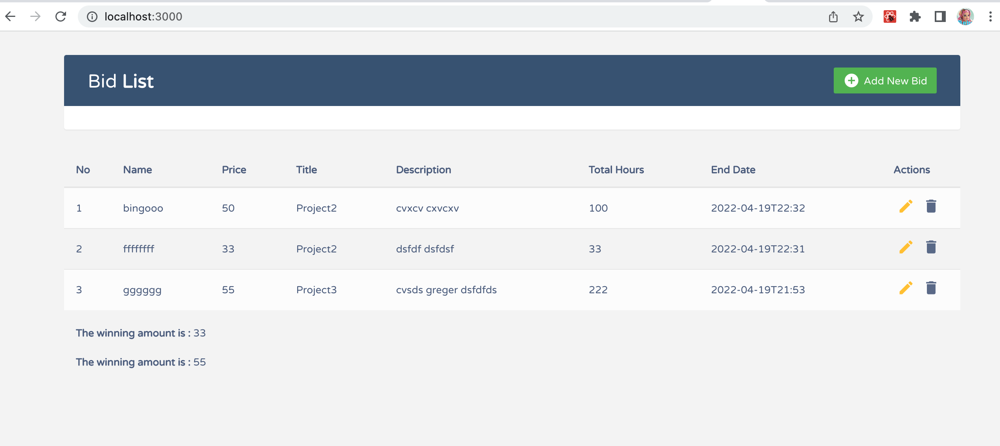 localhost:3000
Bid List
Add New Bid
No Name Price Title Description Total Hours End Date Actions
1 bingooo 50 Project2 cvxcv cxvcxv 100 2022-04-19T22:32
2 ffffffff 33 Project2 dsfdf dsfdsf 33 2022-04-19T22:31
3 gggggg 55 Project3 cvsds greger dsfdfds 222 2022-04-19T21:53
The winning amount is : 33
The winning amount is : 55